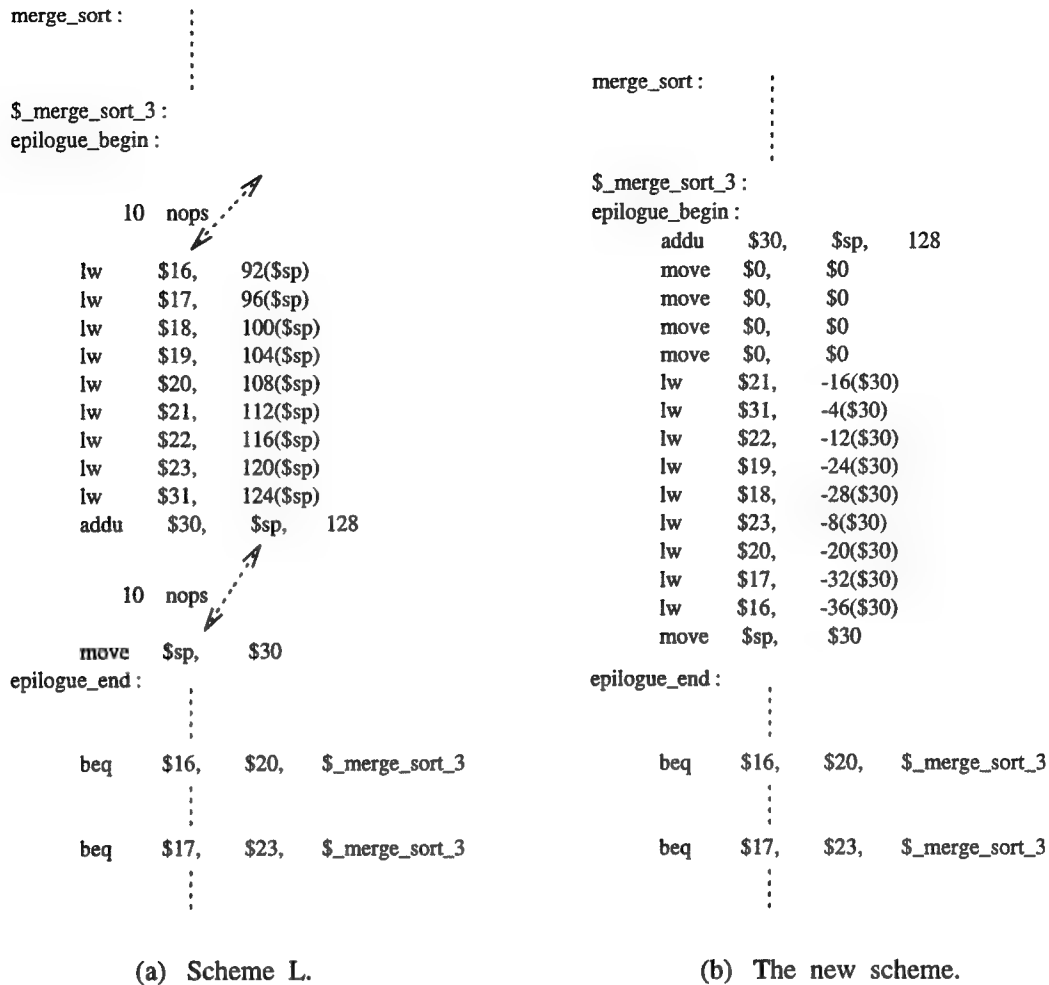 merge_sort :
$_merge_sort_3 :
epilogue_begin :
10 nops
lw $16, 92($sp)
lw $17, 96($sp)
lw $18, 100($sp)
lw $19, 104($sp)
lw $20, 108($sp)
lw $21, 112($sp)
lw $22, 116($sp)
lw $23, 120($sp)
lw $31, 124($sp)
addu $30, $sp, 128
10 nops
move $sp, $30
epilogue_end :
beq $16, $20, $_merge_sort_3
beq $17, $23, $_merge_sort_3
(a) Scheme L.
merge_sort :
$_merge_sort_3 :
epilogue_begin :
addu $30, $sp, 128
move $0, $0
move $0, $0
move $0, $0
move $0, $0
lw $21, -16($30)
lw $31, -4($30)
lw $22, -12($30)
lw $19, -24($30)
lw $18, -28($30)
lw $23, -8($30)
lw $20, -20($30)
lw $17, -32($30)
lw $16, -36($30)
move $sp, $30
epilogue_end :
beq $16, $20, $_merge_sort_3
beq $17, $23, $_merge_sort_3
(b) The new scheme.